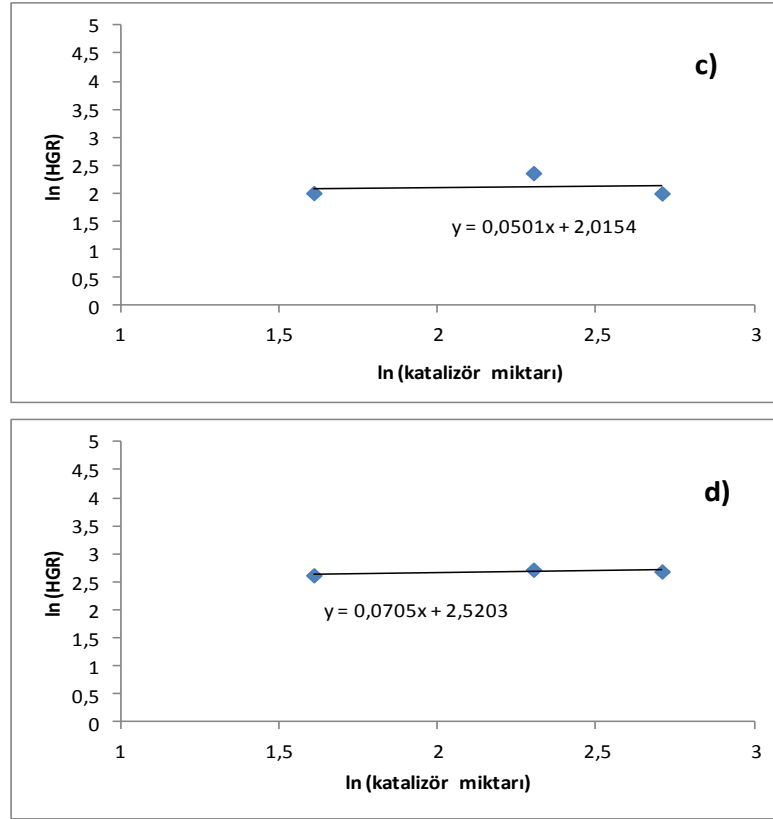 c)
5
4,5
4
3,5
3
2,5
2
1,5
1
0,5
0
ln (HGR)
y = 0,0501x + 2,0154
1 1,5 2 2,5 3
ln (katalizör miktarı)
d)
5
4,5
4
3,5
3
2,5
2
1,5
1
0,5
0
ln (HGR)
y = 0,0705x + 2,5203
1 1,5 2 2,5 3
ln (katalizör miktarı)